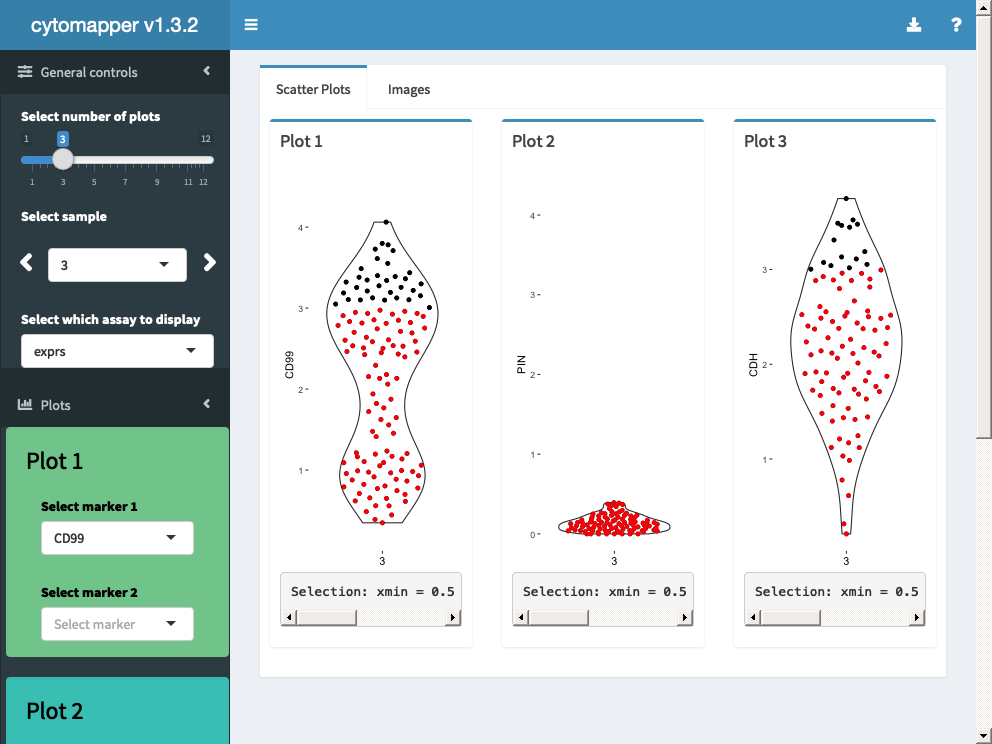 cytomapper v1.3.2
?
General controls
Select number of plots
1 3 12
1 3 5 7 9 11 12
Select sample
3
Select which assay to display
exprs
Plots
Plot 1
Select marker 1
CD99
Select marker 2
Select marker
Plot 2
Scatter Plots Images
Plot 1
4
3
2
1
CD99
3
Selection: xmin = 0.5
Plot 2
4
3
2
1
0
PIN
3
Selection: xmin = 0.5
Plot 3
3
2
1
CDH
3
Selection: xmin = 0.5